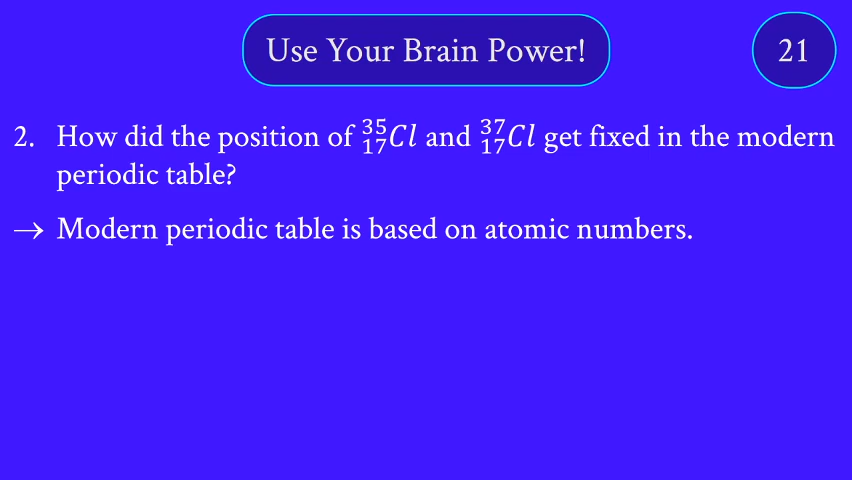 Use Your Brain Power!
21
2. How did the position of ³⁵₁₇Cl and ³⁷₁₇Cl get fixed in the modern
periodic table?
→ Modern periodic table is based on atomic numbers.